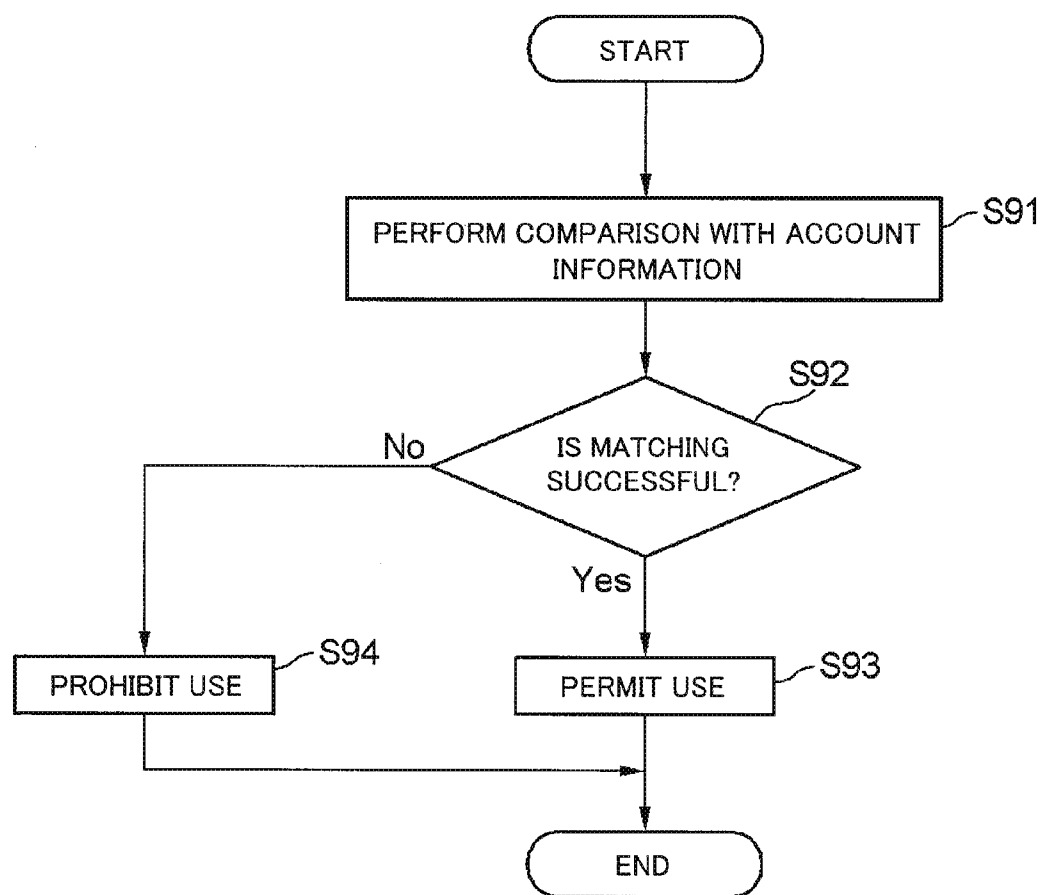 START
S91
PERFORM COMPARISON WITH ACCOUNT
INFORMATION
S92
IS MATCHING
SUCCESSFUL?
No
Yes
S94
PROHIBIT USE
S93
PERMIT USE
END